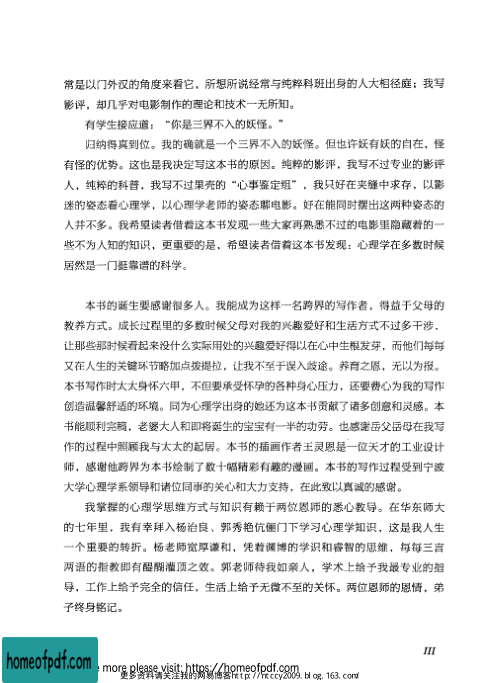 常是以门外汉的角度来看它，所想所说经常与纯粹科班出身的人大相径庭；我写
影评，却几乎对电影制作的理论和技术一无所知。
有学生接应道：“你是三界不入的妖怪。”
归纳得真到位。我的确就是一个三界不入的妖怪。但也许妖有妖的自在，怪
有怪的优势。这也是我决定写这本书的原因。纯粹的影评，我写不过专业的影评
人，纯粹的科普，我写不过果壳的“心事鉴定组”，我只好在夹缝中求存，以影
迷的姿态看心理学，以心理学老师的姿态聊电影。好在能同时摆出这两种姿态的
人并不多。我希望读者借着这本书发现一些大家再熟悉不过的电影里隐藏着的一
些不为人知的知识，更重要的是，希望读者借着这本书发现：心理学在多数时候
居然是一门挺靠谱的科学。
本书的诞生要感谢很多人。我能成为这样一名跨界的写作者，得益于父母的
教养方式。成长过程里的多数时候父母对我的兴趣爱好和生活方式不过多干涉，
让那些那时候看起来没什么实际用处的兴趣爱好得以在心中生根发芽，而他们每每
又在人生的关键环节略加点拨提拉，让我不至于误入歧途。养育之恩，无以为报。
本书写作时太太身怀六甲，不但要承受怀孕的各种身心压力，还要费心为我的写作
创造温馨舒适的环境。同为心理学出身的她还为这本书贡献了诸多创意和灵感。本
书能顺利完稿，老婆大人和即将诞生的宝宝有一半的功劳。也感谢岳父岳母在我写
作的过程中照顾我与太太的起居。本书的插画作者王灵恩是一位天才的工业设计
师，感谢他跨界为本书绘制了数十幅精彩有趣的漫画。本书的写作过程受到宁波
大学心理学系领导和诸位同事的关心和大力支持，在此致以真诚的感谢。
我掌握的心理学思维方式与知识有赖于两位恩师的悉心教导。在华东师大
的七年里，我有幸拜入杨治良、郭秀艳伉俪门下学习心理学知识，这是我人生
一个重要的转折。杨老师宽厚谦和，凭着渊博的学识和睿智的思维，每每三言
两语的指教即有醍醐灌顶之效。郭老师待我如亲人，学术上给予我最专业的指
导，工作上给予完全的信任，生活上给予无微不至的关怀。两位恩师的恩情，弟
子终身铭记。
III
homeofpdf.com
e more please visit: https://homeofpdf.com
更多资料请关注我的网易博客http://ntccy2009.blog.163.com/